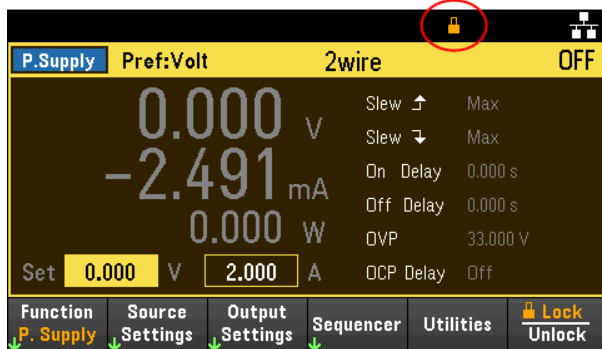 P.Supply Pref:Volt 2wire OFF
0.000 V
-2.491 mA
0.000 W
Set 0.000 V 2.000 A
Slew Max
Slew Max
On Delay 0.000 s
Off Delay 0.000 s
OVP 33.000 V
OCP Delay Off
Function P. Supply
Source Settings
Output Settings
Sequencer
Utilities
Lock
Unlock